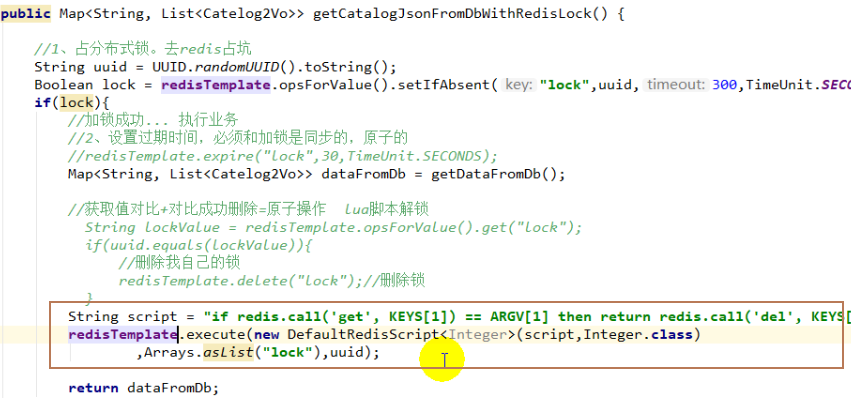 public Map<String, List<Catelog2Vo>> getCatalogJsonFromDbWithRedisLock() {
//1、占分布式锁。去redis占坑
String uuid = UUID.randomUUID().toString();
Boolean lock = redisTemplate.opsForValue().setIfAbsent( key: "lock",uuid, timeout: 300,TimeUnit.SECO
if(lock){
//加锁成功... 执行业务
//2、设置过期时间，必须和加锁是同步的，原子的
//redisTemplate.expire("lock",30,TimeUnit.SECONDS);
Map<String, List<Catelog2Vo>> dataFromDb = getDataFromDb();
//获取值对比+对比成功删除=原子操作 lua脚本解锁
String lockValue = redisTemplate.opsForValue().get("lock");
if(uuid.equals(lockValue)){
//删除我自己的锁
redisTemplate.delete("lock");//删除锁
}
String script = "if redis.call('get', KEYS[1]) == ARGV[1] then return redis.call('del', KEYS[
redisTemplate.execute(new DefaultRedisScript<Integer>(script,Integer.class)
,Arrays.asList("lock"),uuid);
return dataFromDb;